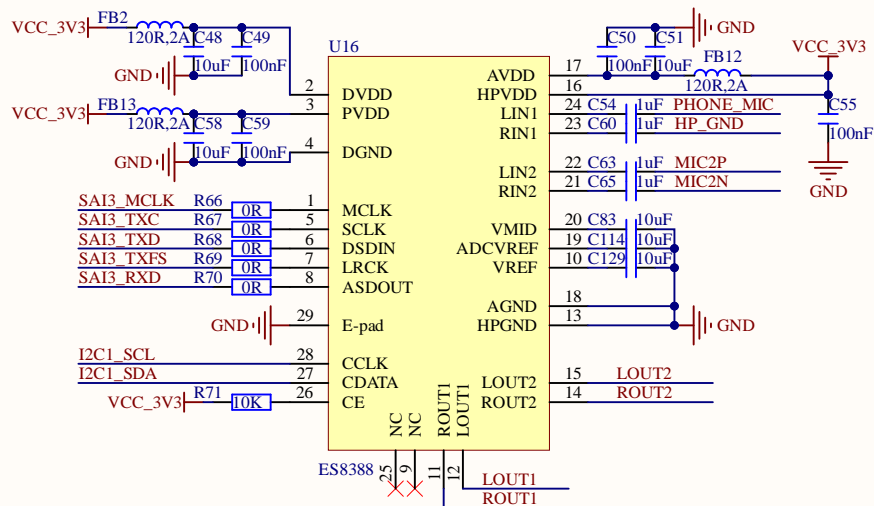 VCC_3V3 FB2 C48 C49 C50 C51 GND
120R,2A 10uF 100nF U16 100nF 10uF FB12 VCC_3V3
GND 17 AVDD 120R,2A
2 DVDD HPVDD 16
VCC_3V3 FB13 3 PVDD LIN1 24 C54 1uF PHONE_MIC C55
120R,2A C58 C59 RIN1 23 C60 1uF HP_GND 100nF
10uF 100nF
GND 4 DGND
LIN2 22 C63 1uF MIC2P
RIN2 21 C65 1uF MIC2N GND
SAI3_MCLK R66 0R 1 MCLK
SAI3_TXC R67 0R 5 SCLK VMID 20 C83 10uF
SAI3_TXD R68 0R 6 DSDIN ADCVREF 19 C114 10uF
SAI3_TXFS R69 0R 7 LRCK VREF 10 C129 10uF
SAI3_RXD R70 0R 8 ASDOUT
AGND 18
GND 29 E-pad HPGND 13 GND
I2C1_SCL 28 CCLK
I2C1_SDA 27 CDATA LOUT2 15 LOUT2
VCC_3V3 R71 10K 26 CE ROUT2 14 ROUT2
NC NC ROUT1 LOUT1
ES8388 25 9 11 12
LOUT1
ROUT1